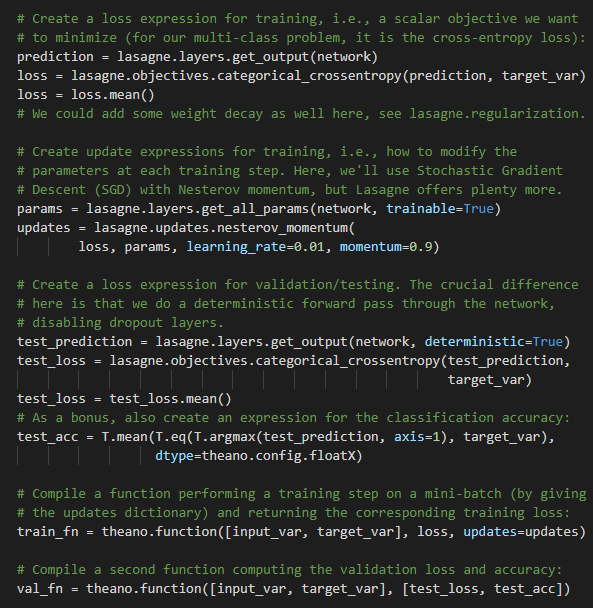 # Create a loss expression for training, i.e., a scalar objective we want
# to minimize (for our multi-class problem, it is the cross-entropy loss):
prediction = lasagne.layers.get_output(network)
loss = lasagne.objectives.categorical_crossentropy(prediction, target_var)
loss = loss.mean()
# We could add some weight decay as well here, see lasagne.regularization.
# Create update expressions for training, i.e., how to modify the
# parameters at each training step. Here, we'll use Stochastic Gradient
# Descent (SGD) with Nesterov momentum, but Lasagne offers plenty more.
params = lasagne.layers.get_all_params(network, trainable=True)
updates = lasagne.updates.nesterov_momentum(
loss, params, learning_rate=0.01, momentum=0.9)
# Create a loss expression for validation/testing. The crucial difference
# here is that we do a deterministic forward pass through the network,
# disabling dropout layers.
test_prediction = lasagne.layers.get_output(network, deterministic=True)
test_loss = lasagne.objectives.categorical_crossentropy(test_prediction,
target_var)
test_loss = test_loss.mean()
# As a bonus, also create an expression for the classification accuracy:
test_acc = T.mean(T.eq(T.argmax(test_prediction, axis=1), target_var),
dtype=theano.config.floatX)
# Compile a function performing a training step on a mini-batch (by giving
# the updates dictionary) and returning the corresponding training loss:
train_fn = theano.function([input_var, target_var], loss, updates=updates)
# Compile a second function computing the validation loss and accuracy:
val_fn = theano.function([input_var, target_var], [test_loss, test_acc])